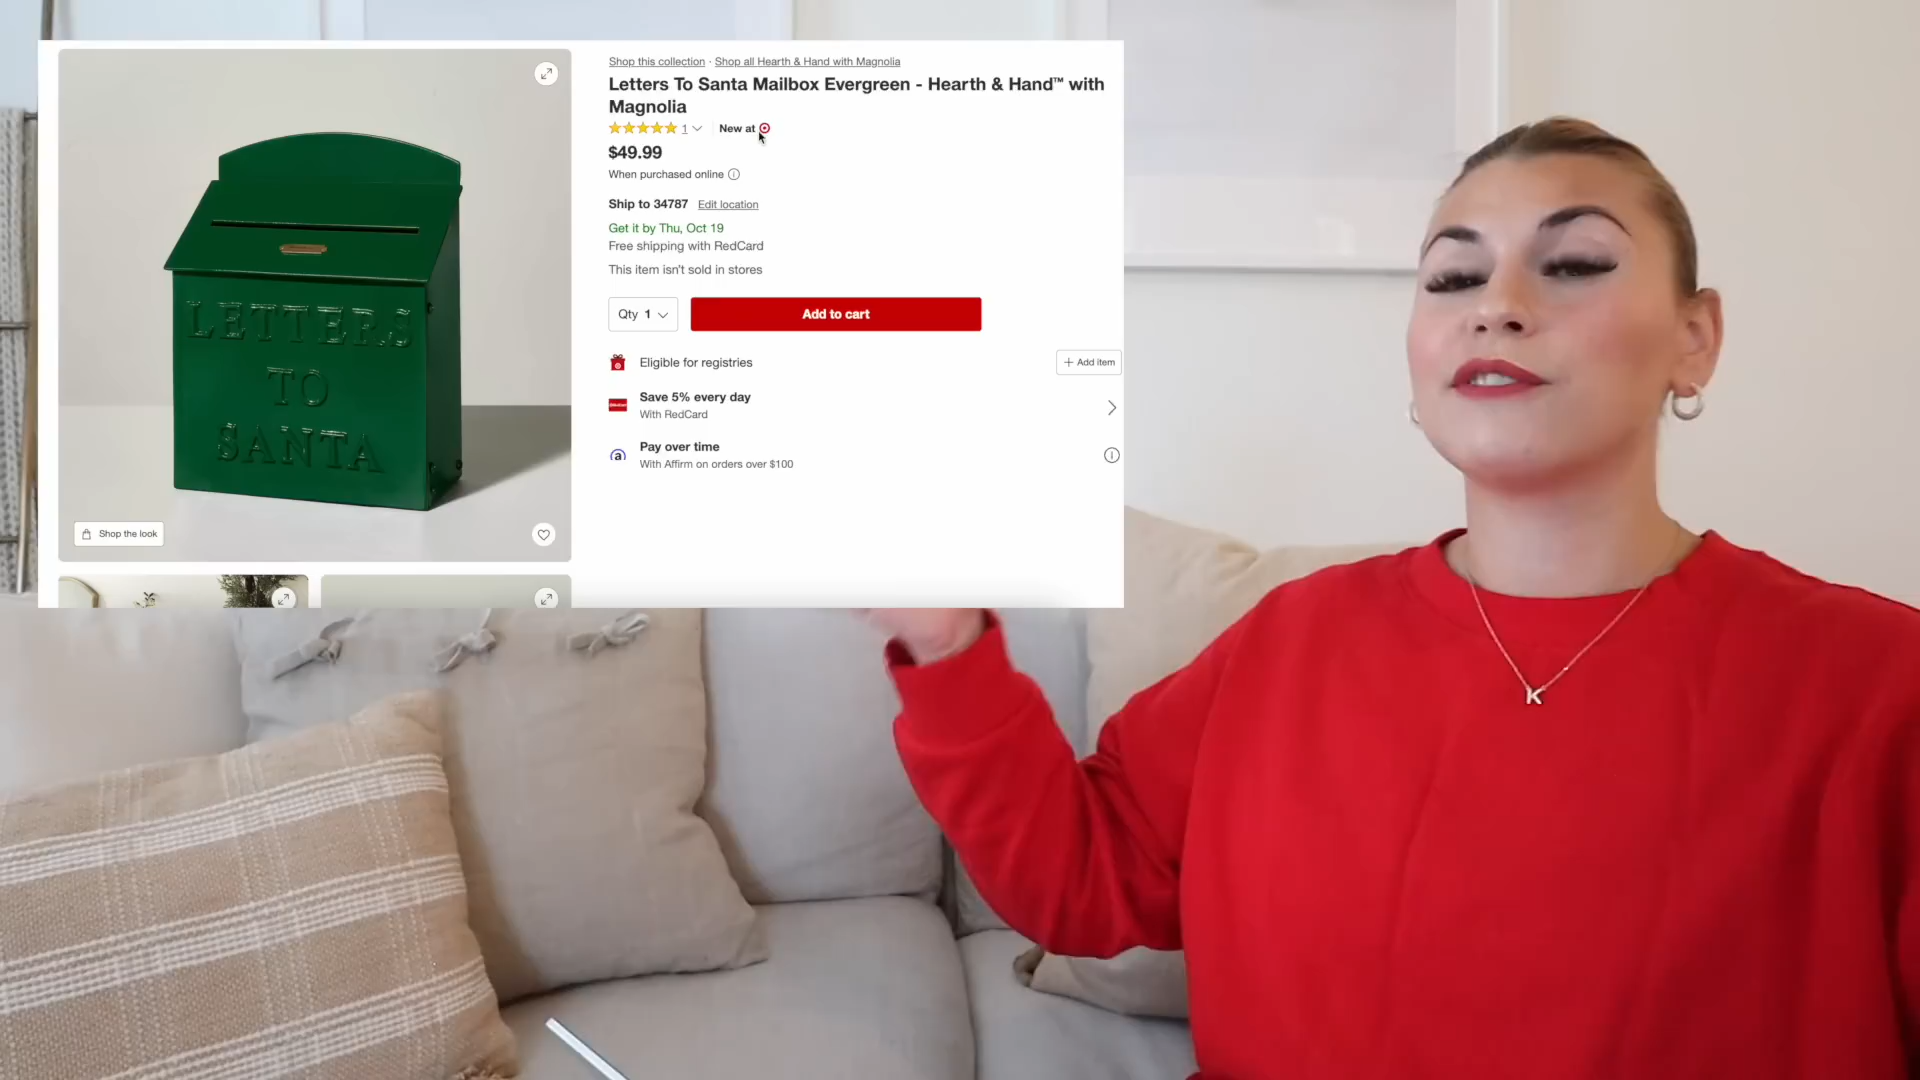 Shop this collection · Shop all Hearth & Hand with Magnolia
Letters To Santa Mailbox Evergreen - Hearth & Hand™ with
Magnolia
1
New at
$49.99
When purchased online
Ship to 34787 Edit location
Get it by Thu, Oct 19
Free shipping with RedCard
This item isn't sold in stores
Qty 1
Add to cart
Eligible for registries
Add item
Save 5% every day
With RedCard
Pay over time
With Affirm on orders over $100
LETTERS
TO
SANTA
Shop the look
K